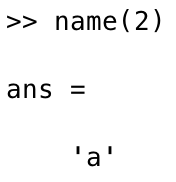 >> name(2)
ans =
'a'